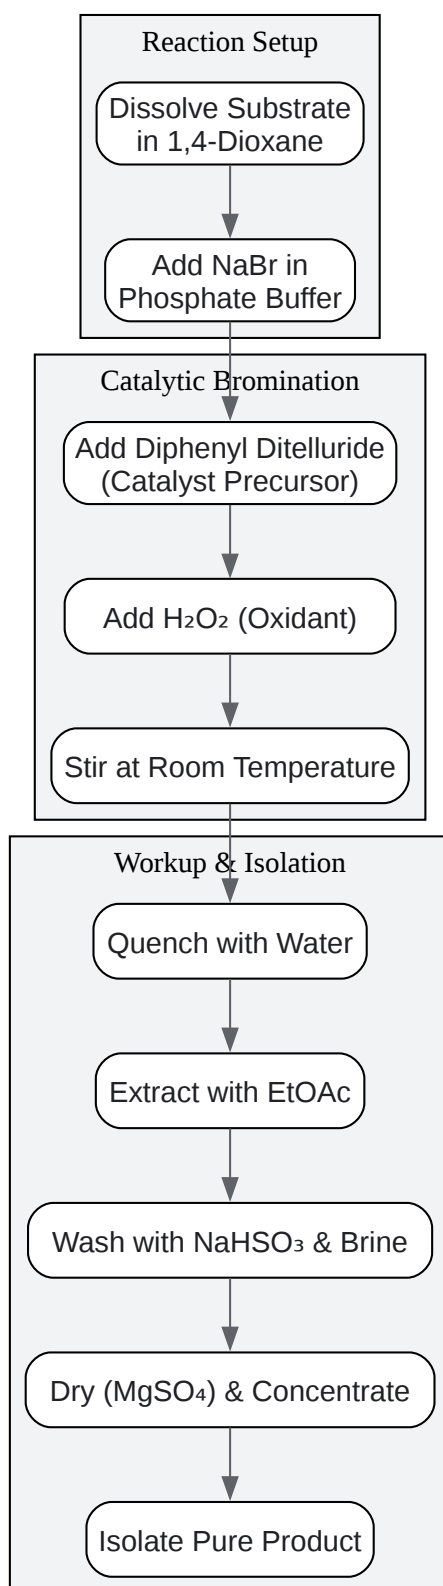 Reaction Setup
Dissolve Substrate
in 1,4-Dioxane
Add NaBr in
Phosphate Buffer
Catalytic Bromination
Add Diphenyl Ditelluride
(Catalyst Precursor)
Add H₂O₂ (Oxidant)
Stir at Room Temperature
Workup & Isolation
Quench with Water
Extract with EtOAc
Wash with NaHSO₃ & Brine
Dry (MgSO₄) & Concentrate
Isolate Pure Product